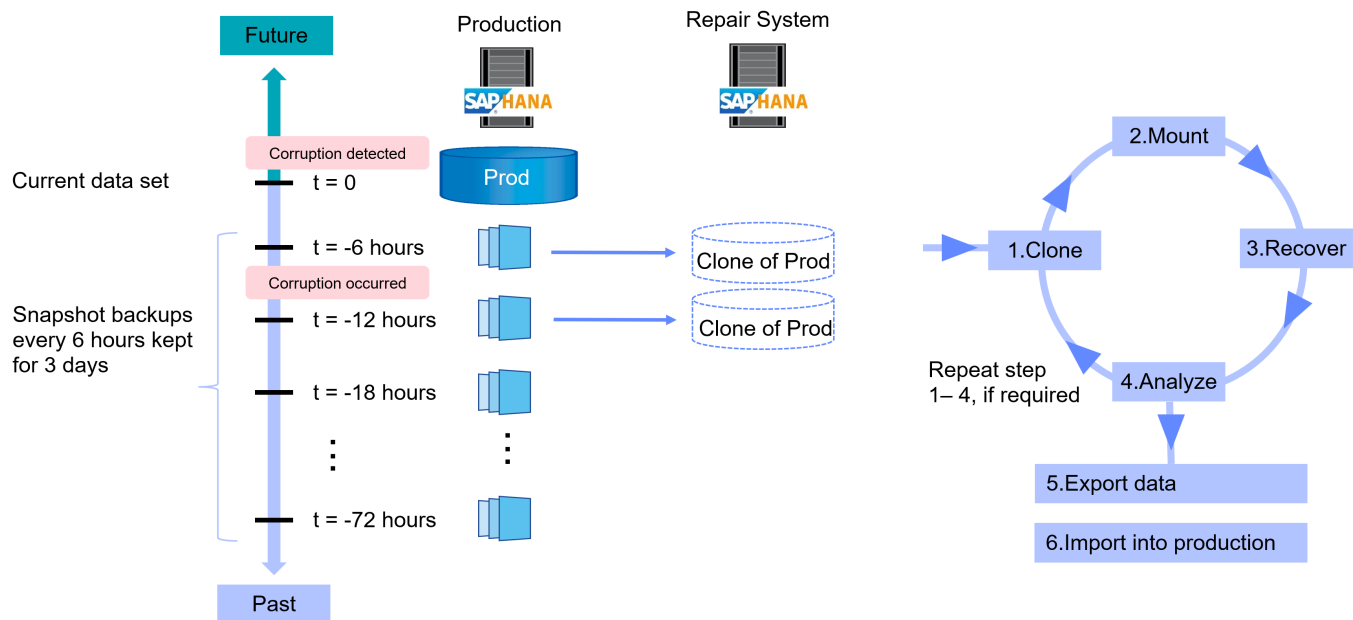 Future
Production
Repair System
SAP HANA
SAP HANA
Corruption detected
Current data set
t = 0
Prod
t = -6 hours
Clone of Prod
Corruption occurred
Snapshot backups
every 6 hours kept
for 3 days
t = -12 hours
Clone of Prod
t = -18 hours
t = -72 hours
Past
1.Clone
2.Mount
3.Recover
4.Analyze
Repeat step
1– 4, if required
5.Export data
6.Import into production